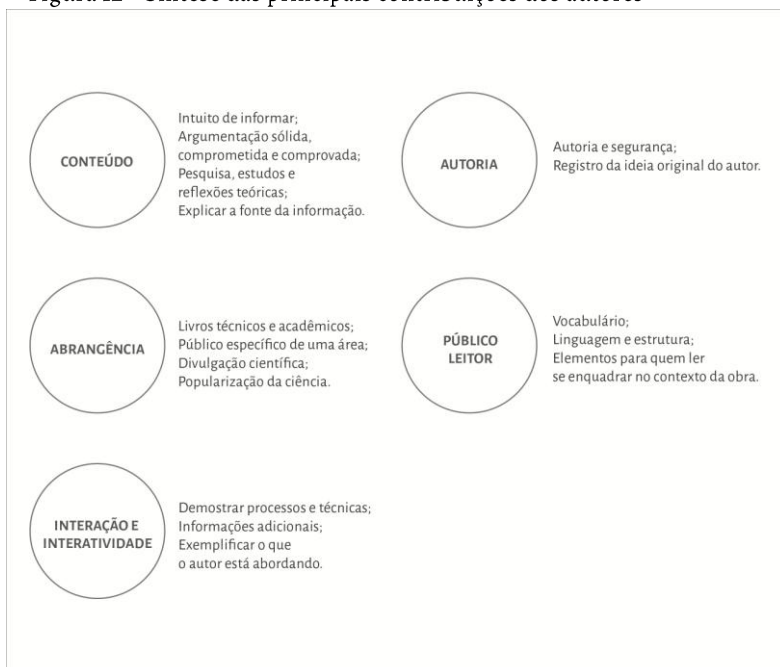 CONTEÚDO
Intuito de informar;
Argumentação sólida,
comprometida e comprovada;
Pesquisa, estudos e
reflexões teóricas;
Explicar a fonte da informação.
AUTORIA
Autoria e segurança;
Registro da ideia original do autor.
ABRANGÊNCIA
Livros técnicos e acadêmicos;
Público específico de uma área;
Divulgação científica;
Popularização da ciência.
PÚBLICO
LEITOR
Vocabulário;
Linguagem e estrutura;
Elementos para quem ler
se enquadrar no contexto da obra.
INTERAÇÃO E
INTERATIVIDADE
Demostrar processos e técnicas;
Informações adicionais;
Exemplificar o que
o autor está abordando.